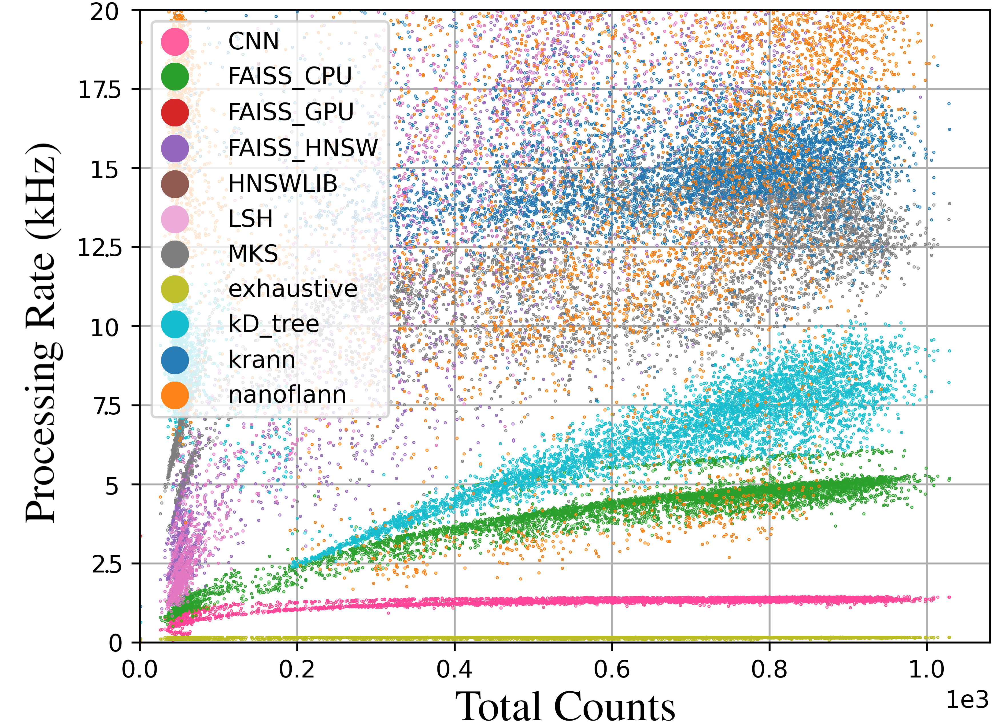 Processing Rate (kHz)
20
17.5
15
12.5
10
7.5
5
2.5
0
CNN
FAISS_CPU
FAISS_GPU
FAISS_HNSW
HNSWLIB
LSH
MKS
exhaustive
kD_tree
krann
nanoflann
0.0 0.2 0.4 0.6 0.8 1.0
1e3
Total Counts